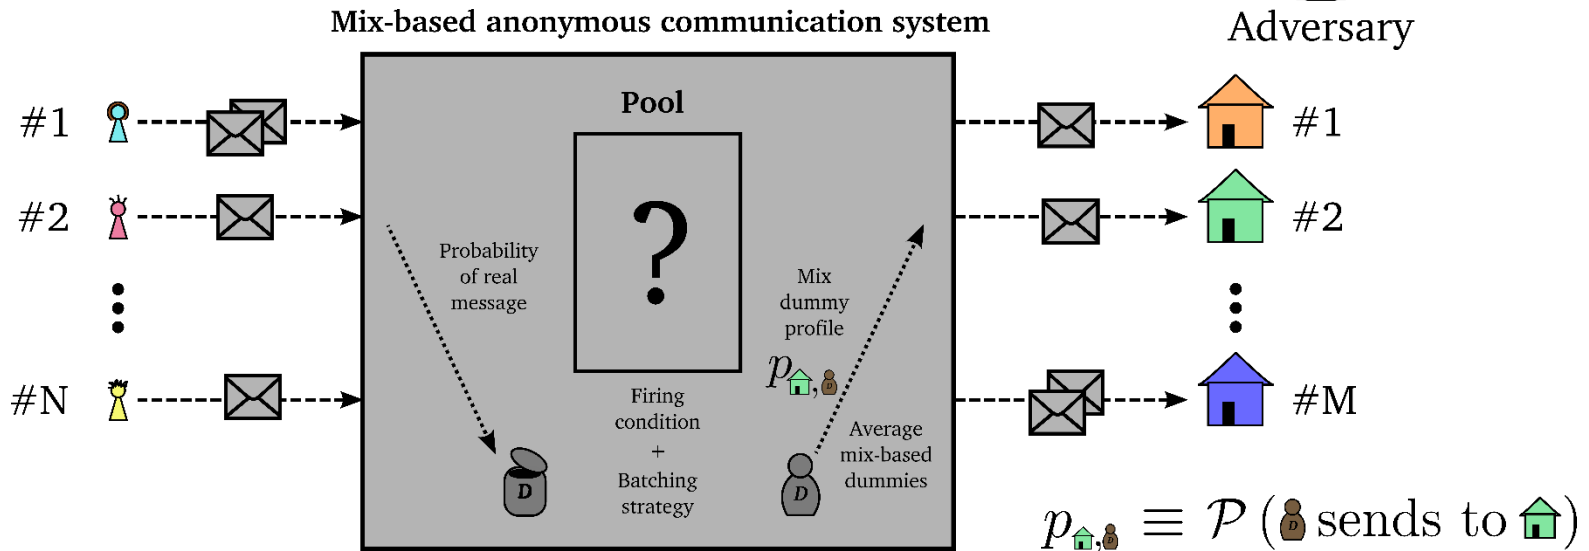 Mix-based anonymous communication system
Adversary
#1
Pool
#1
#2
?
#2
Probability
of real
message
Mix
dummy
profile
p , D
#N
Firing
condition
+
Batching
strategy
Average
mix-based
dummies
#M
D
D
p , D ≡ P ( D sends to )